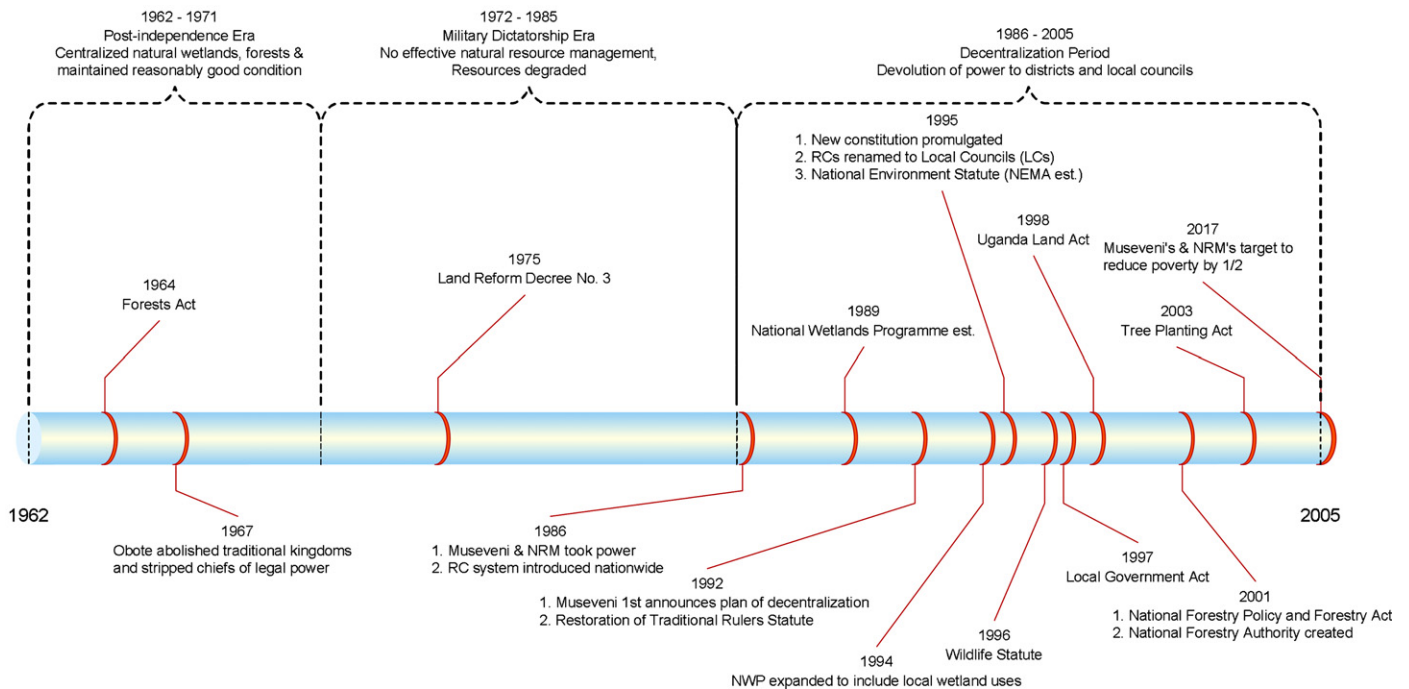 1962 - 1971
Post-independence Era
Centralized natural wetlands, forests &
maintained reasonably good condition
1972 - 1985
Military Dictatorship Era
No effective natural resource management,
Resources degraded
1986 - 2005
Decentralization Period
Devolution of power to districts and local councils
1995
1. New constitution promulgated
2. RCs renamed to Local Councils (LCs)
3. National Environment Statute (NEMA est.)
1998
Uganda Land Act
2017
Museveni's & NRM's target to
reduce poverty by 1/2
1964
Forests Act
1975
Land Reform Decree No. 3
1989
National Wetlands Programme est.
2003
Tree Planting Act
1962
2005
1967
Obote abolished traditional kingdoms
and stripped chiefs of legal power
1986
1. Museveni & NRM took power
2. RC system introduced nationwide
1992
1. Museveni 1st announces plan of decentralization
2. Restoration of Traditional Rulers Statute
1994
NWP expanded to include local wetland uses
1996
Wildlife Statute
1997
Local Government Act
2001
1. National Forestry Policy and Forestry Act
2. National Forestry Authority created